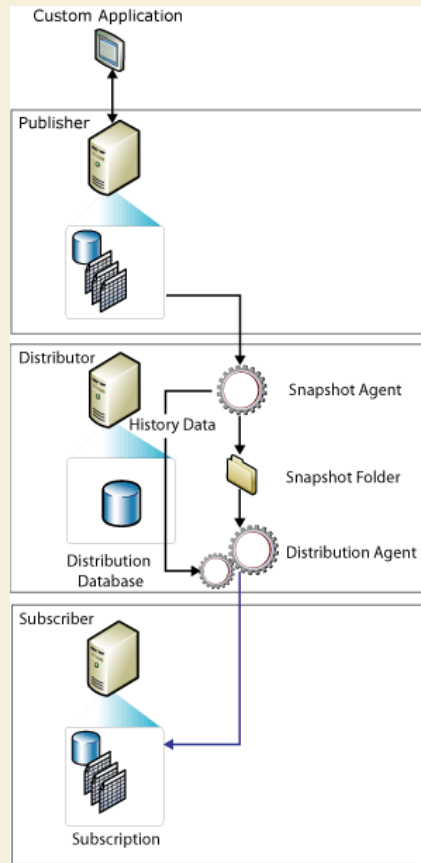 Custom Application
Publisher
Distributor
Snapshot Agent
History Data
Snapshot Folder
Distribution Agent
Distribution
Database
Subscriber
Subscription